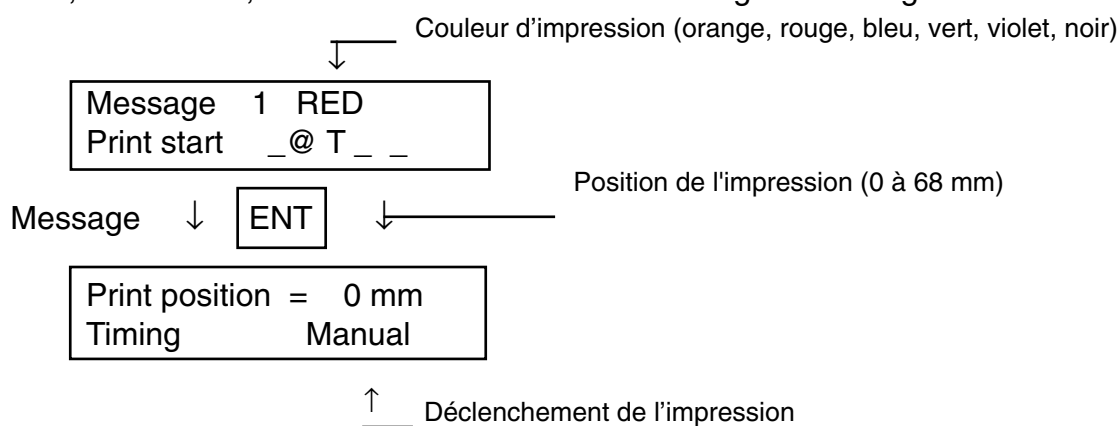 Couleur d’impression (orange, rouge, bleu, vert, violet, noir)
Message 1 RED
Print start _@ T _ _
Position de l'impression (0 à 68 mm)
Message ↓ ENT ↓
Print position = 0 mm
Timing Manual
↑
Déclenchement de l’impression